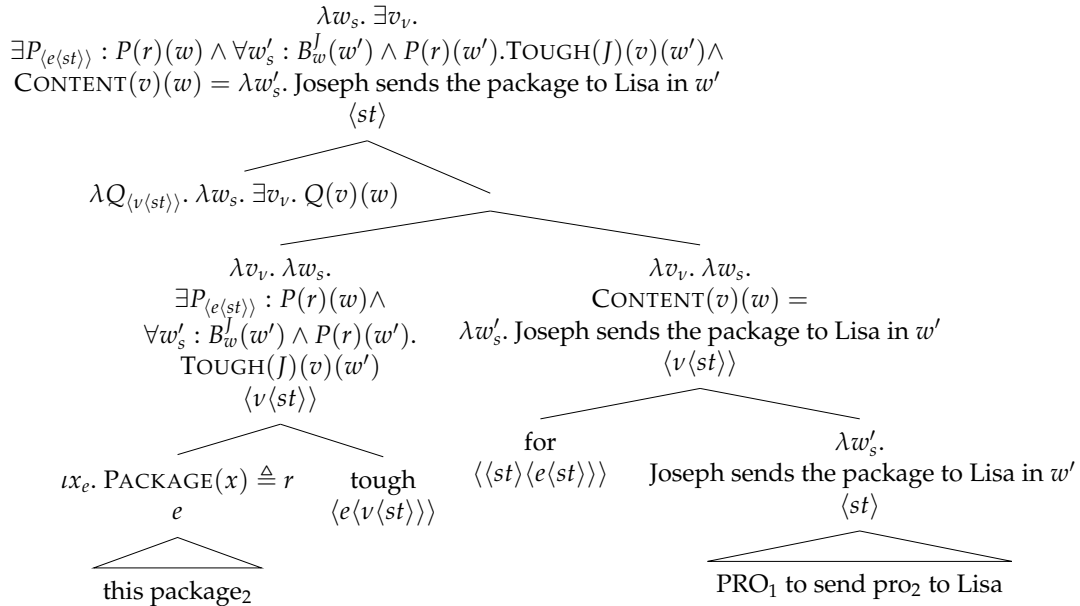 λw_s. ∃v_ν.
∃P_⟨e⟨st⟩⟩ : P(r)(w) ∧ ∀w′_s : B^J_w(w′) ∧ P(r)(w′).TOUGH(J)(v)(w′)∧
CONTENT(v)(w) = λw′_s. Joseph sends the package to Lisa in w′
⟨st⟩
λQ_⟨ν⟨st⟩⟩. λw_s. ∃v_ν. Q(v)(w)
λv_ν. λw_s.
∃P_⟨e⟨st⟩⟩ : P(r)(w)∧
∀w′_s : B^J_w(w′) ∧ P(r)(w′).
TOUGH(J)(v)(w′)
⟨ν⟨st⟩⟩
λv_ν. λw_s.
CONTENT(v)(w) =
λw′_s. Joseph sends the package to Lisa in w′
⟨ν⟨st⟩⟩
ιx_e. PACKAGE(x) ≜ r
e
tough
⟨e⟨ν⟨st⟩⟩⟩
for
⟨⟨st⟩⟨e⟨st⟩⟩⟩
λw′_s.
Joseph sends the package to Lisa in w′
⟨st⟩
this package₂
PRO₁ to send pro₂ to Lisa